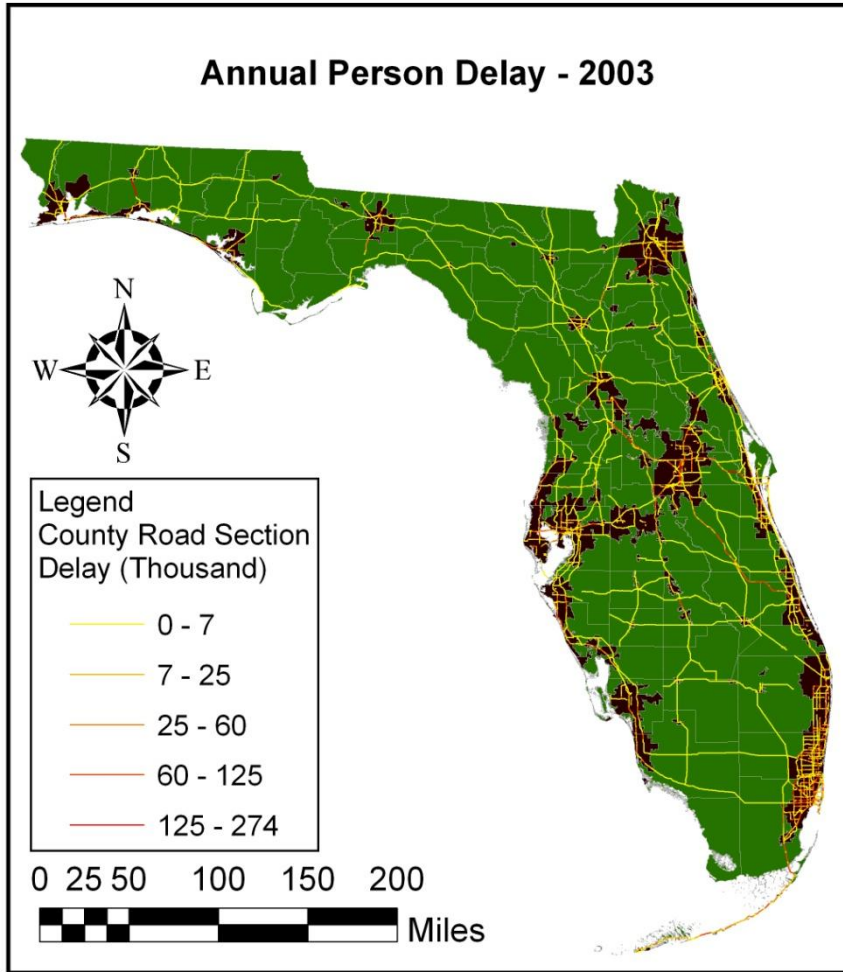 Annual Person Delay - 2003
N
W E
S
Legend
County Road Section
Delay (Thousand)
0 - 7
7 - 25
25 - 60
60 - 125
125 - 274
0 25 50 100 150 200
Miles